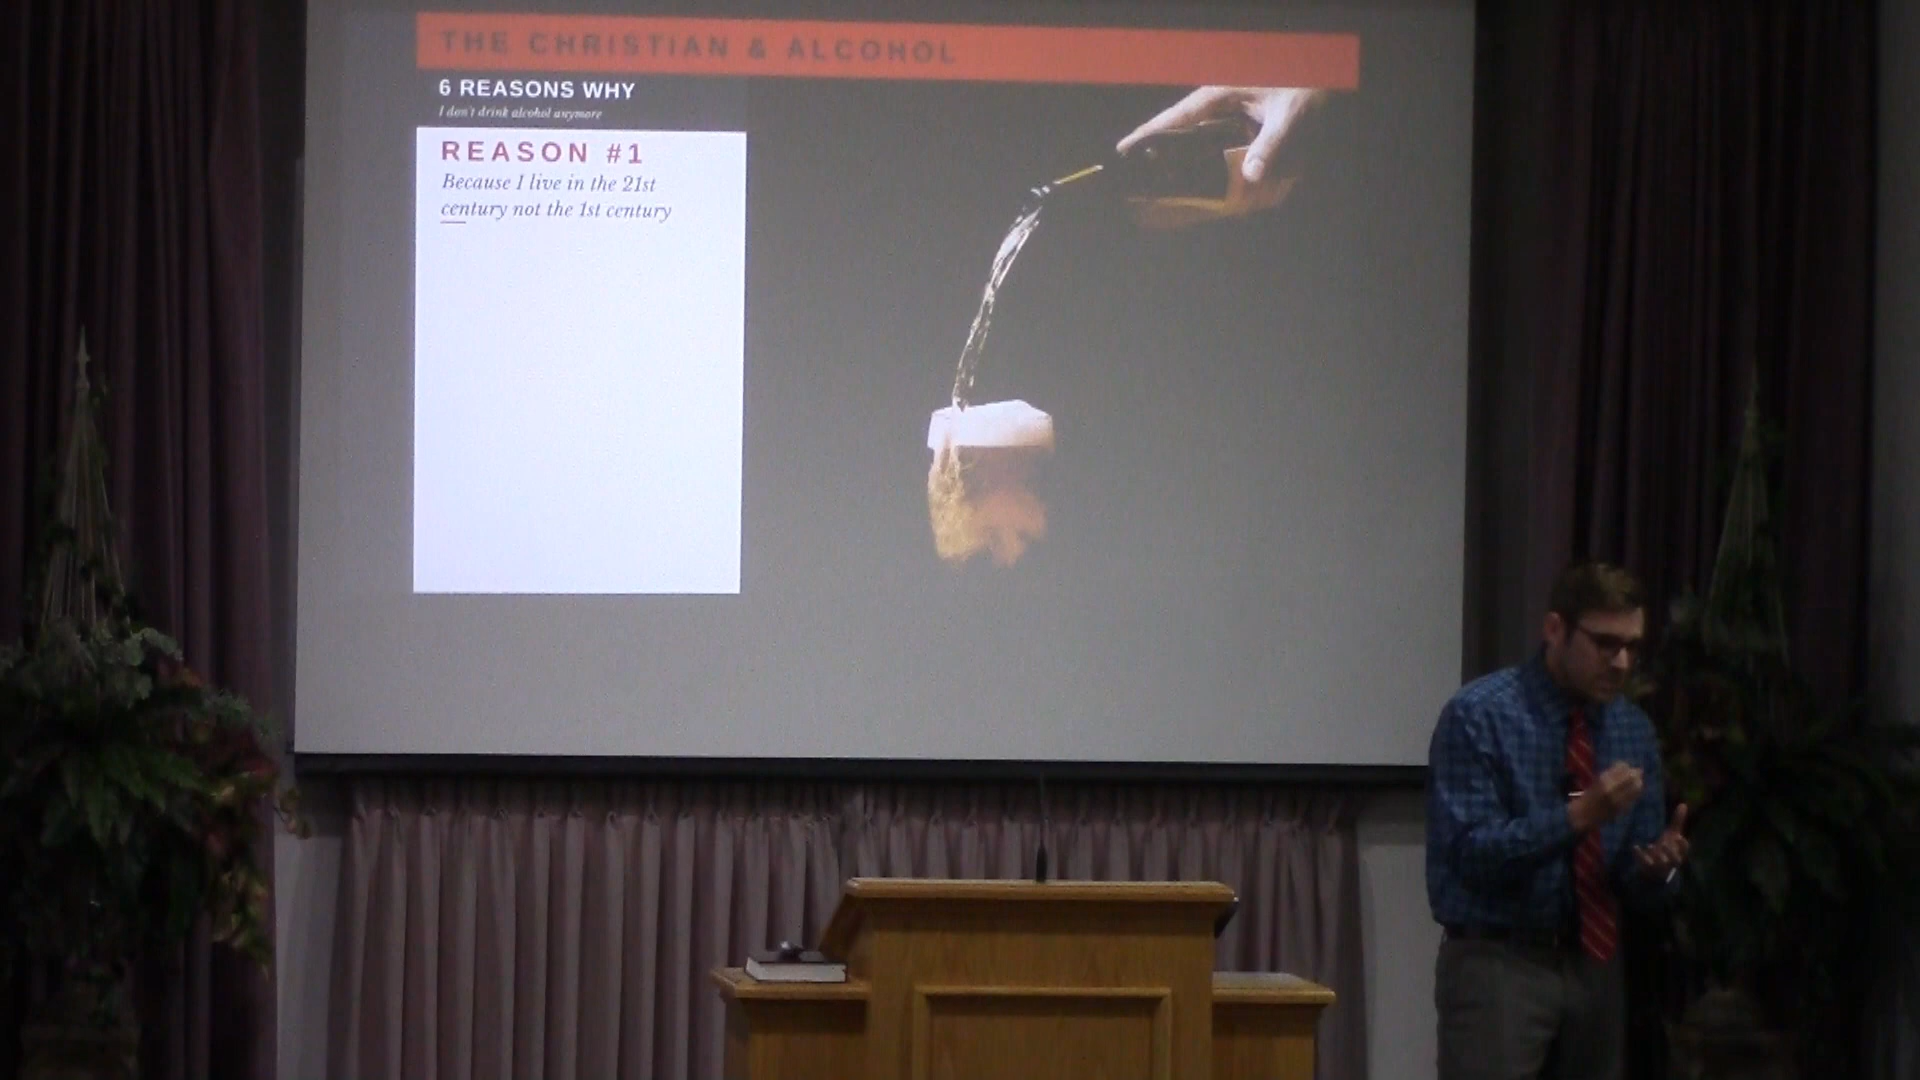 THE CHRISTIAN & ALCOHOL
6 REASONS WHY
I don't drink alcohol anymore
REASON #1
Because I live in the 21st
century not the 1st century